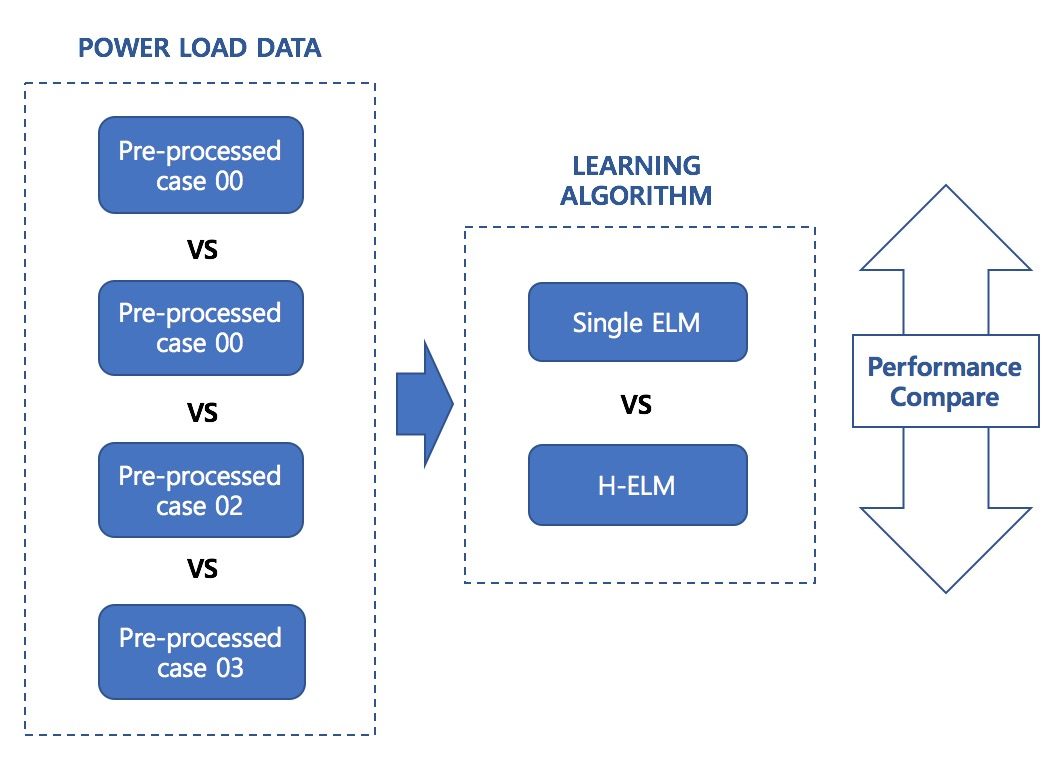 POWER LOAD DATA
Pre-processed
case 00
VS
Pre-processed
case 00
VS
Pre-processed
case 02
VS
Pre-processed
case 03
LEARNING
ALGORITHM
Single ELM
VS
H-ELM
Performance
Compare